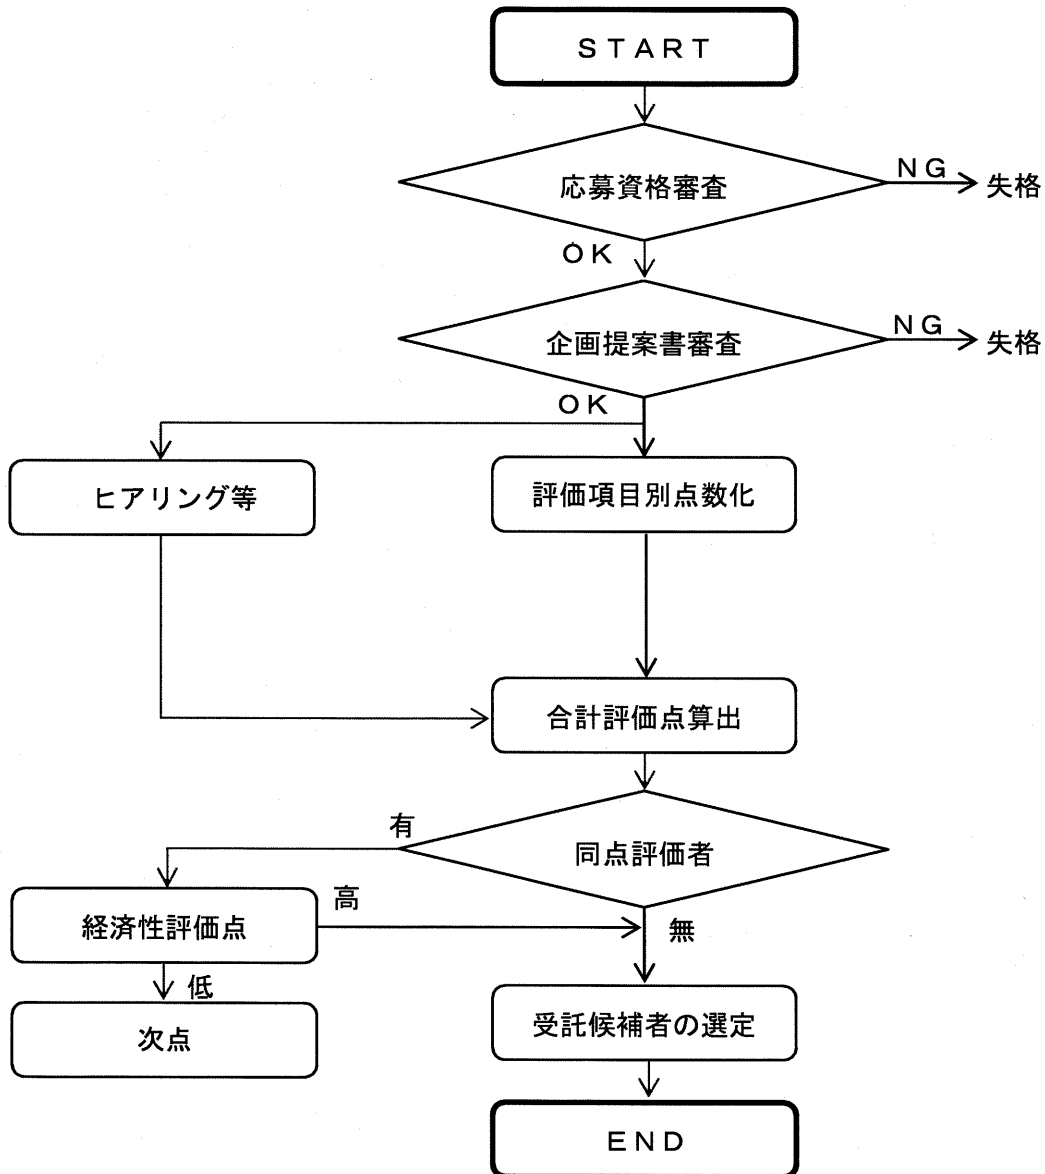 ＳＴＡＲＴ
応募資格審査
ＮＧ
失格
ＯＫ
企画提案書審査
ＮＧ
失格
ＯＫ
ヒアリング等
評価項目別点数化
合計評価点算出
有
同点評価者
経済性評価点
高
無
低
次点
受託候補者の選定
ＥＮＤ